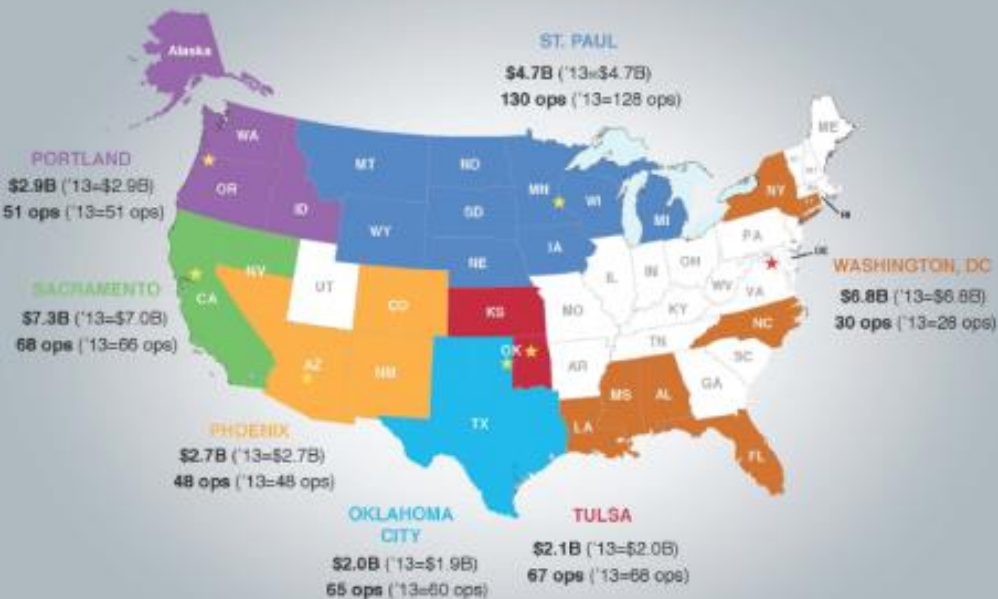 Alaska
ST. PAUL
$4.7B ('13=$4.7B)
130 ops ('13=128 ops)
ME
WA
PORTLAND
$2.9B ('13=$2.9B)
51 ops ('13=51 ops)
MT
ND
MN
OR
ID
WI
NY
SD
MI
WY
IA
PA
NE
SACRAMENTO
$7.3B ('13=$7.0B)
68 ops ('13=66 ops)
NV
CA
UT
CO
KS
MO
IL
IN
OH
WV
VA
KY
WASHINGTON, DC
$6.8B ('13=$6.8B)
30 ops ('13=28 ops)
NC
TN
OK
AZ
NM
AR
SC
MS
AL
GA
TX
LA
FL
PHOENIX
$2.7B ('13=$2.7B)
48 ops ('13=48 ops)
OKLAHOMA
CITY
$2.0B ('13=$1.9B)
65 ops ('13=60 ops)
TULSA
$2.1B ('13=$2.0B)
67 ops ('13=68 ops)